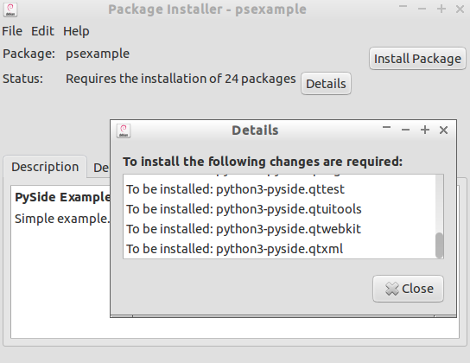 Package Installer - psexample
File Edit Help
Package: psexample
Install Package
Status: Requires the installation of 24 packages Details
Details
To install the following changes are required:
To be installed: python3-pyside.qttest
To be installed: python3-pyside.qtuitools
To be installed: python3-pyside.qtwebkit
To be installed: python3-pyside.qtxml
Close
Description De
PySide Example
Simple example.